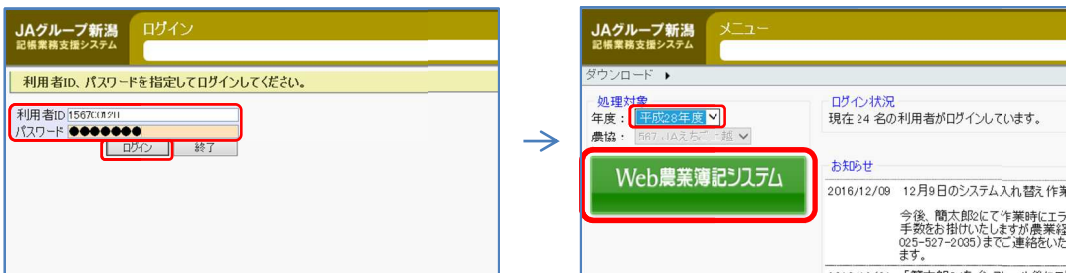 JAグループ新潟
記帳業務支援システム
ログイン
利用者ID、パスワードを指定してログインしてください。
利用者ID
パスワード ●●●●●●●
ログイン 終了
→
JAグループ新潟
記帳業務支援システム
メニュー
ダウンロード
処理対象
年度： 平成28年度
農協： 567 JAえちご 越
Web農業簿記システム
ログイン状況
現在 24 名の利用者がログインしています。
お知らせ
2016/12/09 12月9日のシステム入れ替え作業
今後、簡太郎2にて作業時にエラ
手数をお掛けいたしますが農業経
025-527-2035)までご連絡をいた
ます。